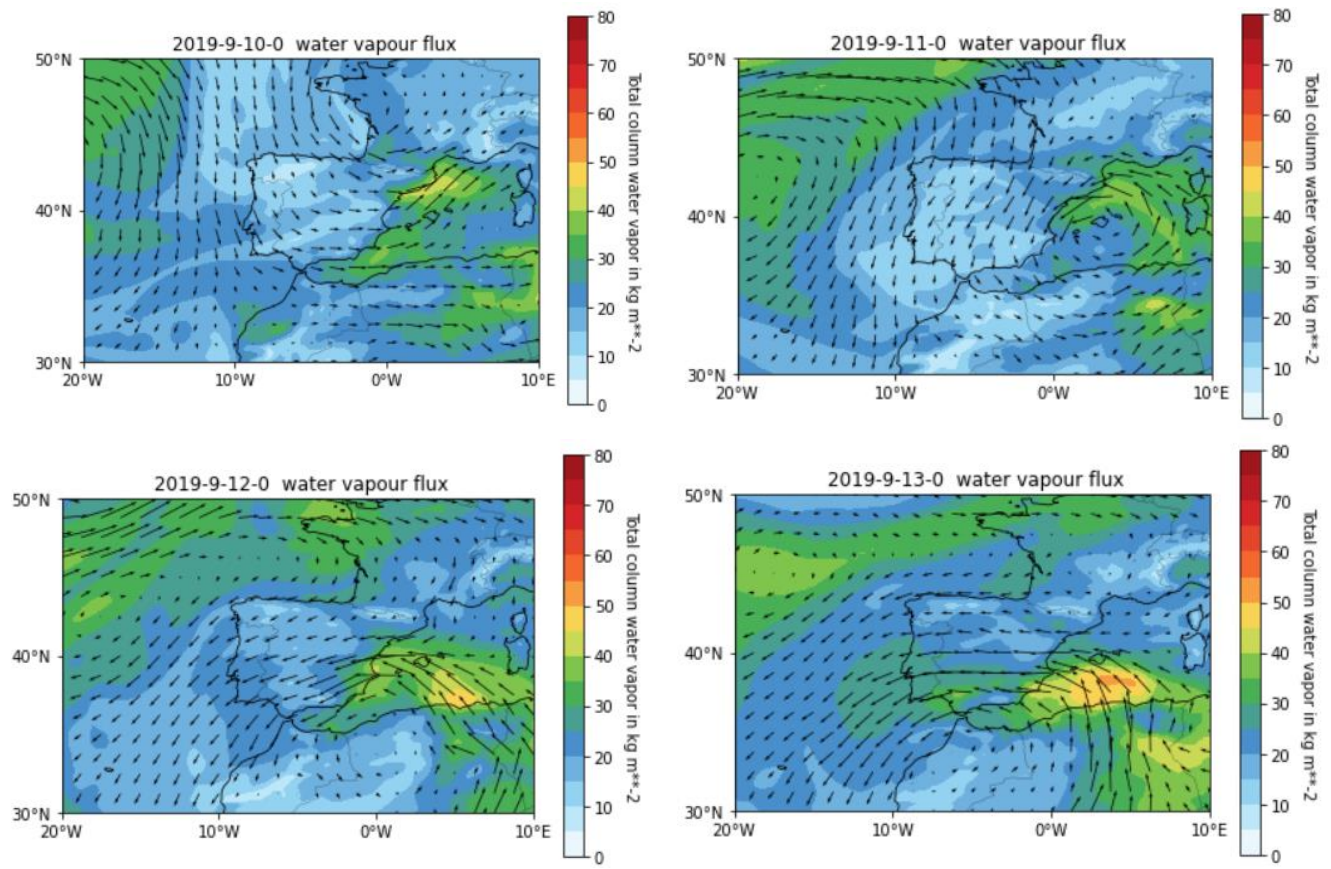 2019-9-10-0 water vapour flux
50°N
40°N
30°N
20°W
10°W
0°W
10°E
80
70
60
50
40
30
20
10
0
Total column water vapor in kg m**-2
2019-9-11-0 water vapour flux
50°N
40°N
30°N
20°W
10°W
0°W
10°E
80
70
60
50
40
30
20
10
0
Total column water vapor in kg m**-2
2019-9-12-0 water vapour flux
50°N
40°N
30°N
20°W
10°W
0°W
10°E
80
70
60
50
40
30
20
10
0
Total column water vapor in kg m**-2
2019-9-13-0 water vapour flux
50°N
40°N
30°N
20°W
10°W
0°W
10°E
80
70
60
50
40
30
20
10
0
Total column water vapor in kg m**-2